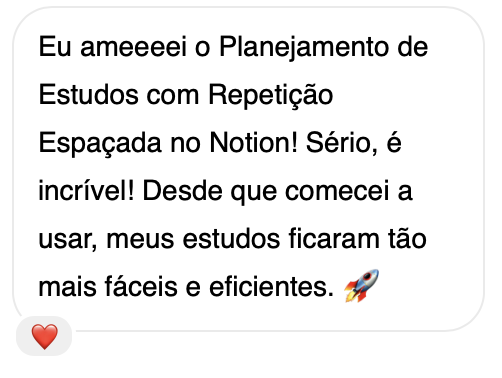 Eu ameeeei o Planejamento de
Estudos com Repetição
Espaçada no Notion! Sério, é
incrível! Desde que comecei a
usar, meus estudos ficaram tão
mais fáceis e eficientes. 🚀
❤️